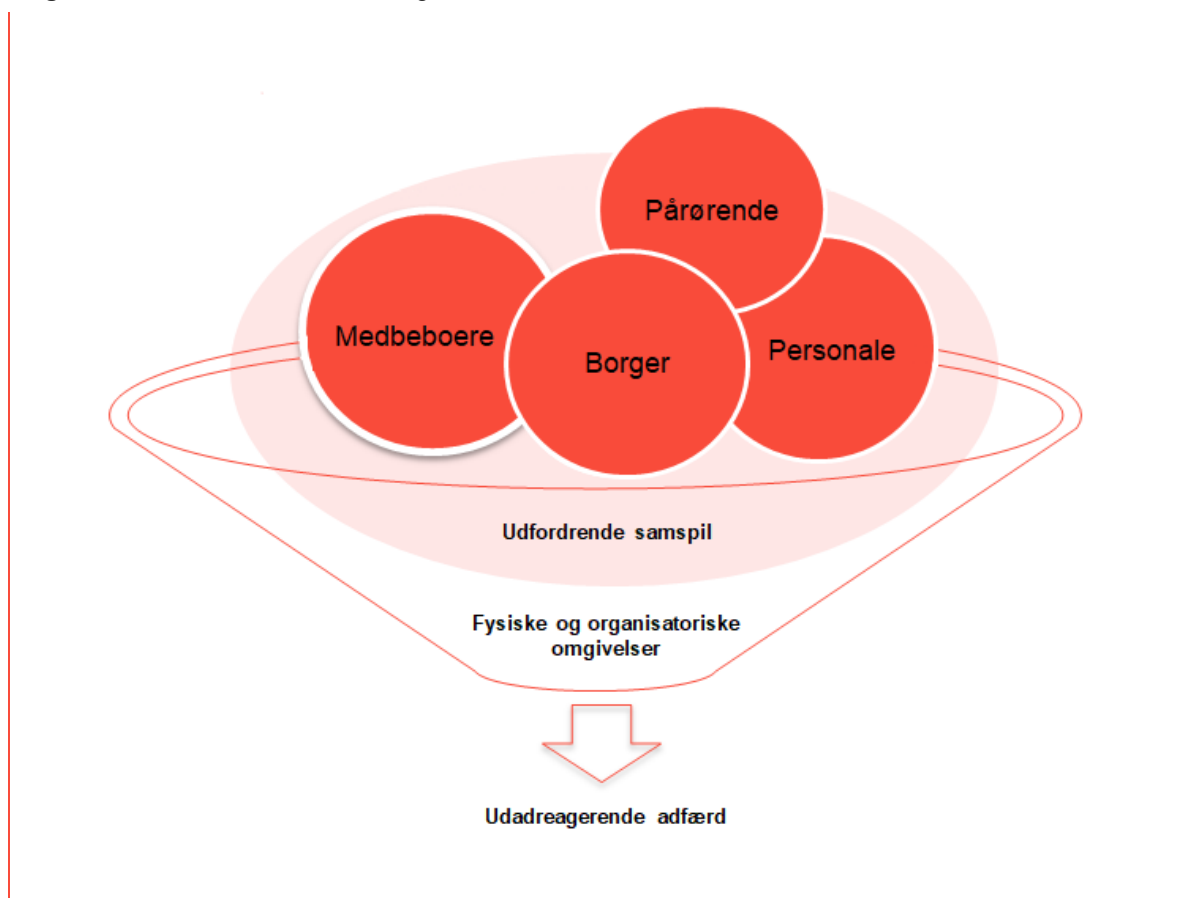 Pårørende
Medbeboere
Borger
Personale
Udfordrende samspil
Fysiske og organisatoriske
omgivelser
Udadreagerende adfærd